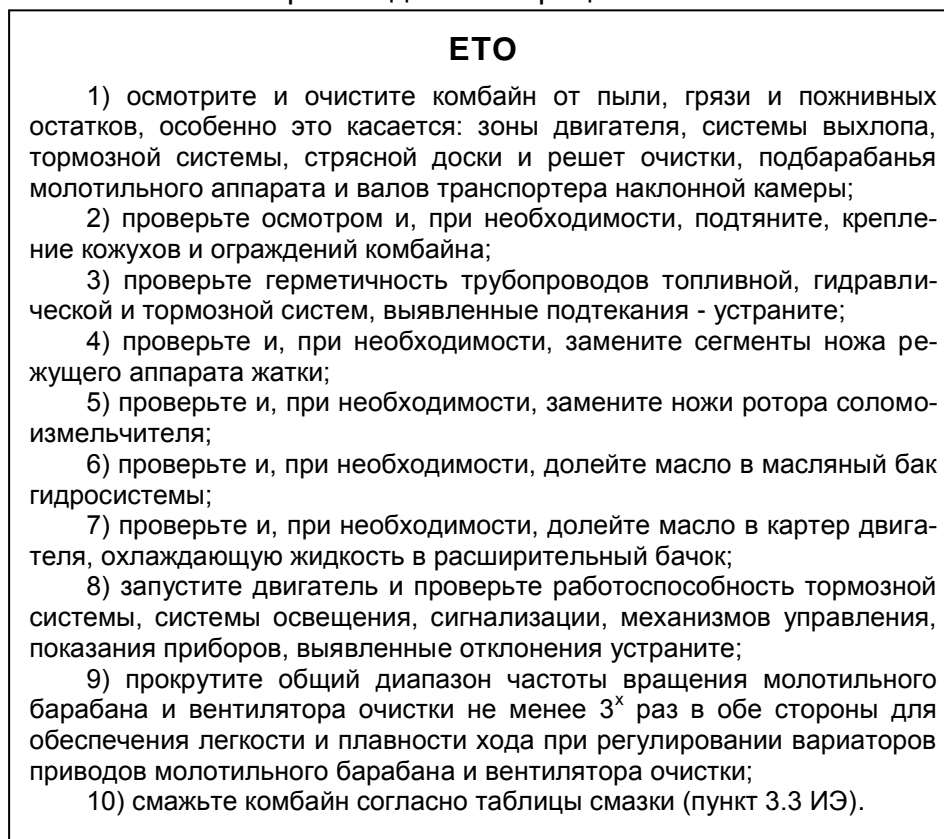 ЕТО
1) осмотрите и очистите комбайн от пыли, грязи и пожнивных
остатков, особенно это касается: зоны двигателя, системы выхлопа,
тормозной системы, стрясной доски и решет очистки, подбарабанья
молотильного аппарата и валов транспортера наклонной камеры;
2) проверьте осмотром и, при необходимости, подтяните, крепле-
ние кожухов и ограждений комбайна;
3) проверьте герметичность трубопроводов топливной, гидравли-
ческой и тормозной систем, выявленные подтекания - устраните;
4) проверьте и, при необходимости, замените сегменты ножа ре-
жущего аппарата жатки;
5) проверьте и, при необходимости, замените ножи ротора соломо-
измельчителя;
6) проверьте и, при необходимости, долейте масло в масляный бак
гидросистемы;
7) проверьте и, при необходимости, долейте масло в картер двига-
теля, охлаждающую жидкость в расширительный бачок;
8) запустите двигатель и проверьте работоспособность тормозной
системы, системы освещения, сигнализации, механизмов управления,
показания приборов, выявленные отклонения устраните;
9) прокрутите общий диапазон частоты вращения молотильного
барабана и вентилятора очистки не менее 3ˣ раз в обе стороны для
обеспечения легкости и плавности хода при регулировании вариаторов
приводов молотильного барабана и вентилятора очистки;
10) смажьте комбайн согласно таблицы смазки (пункт 3.3 ИЭ).